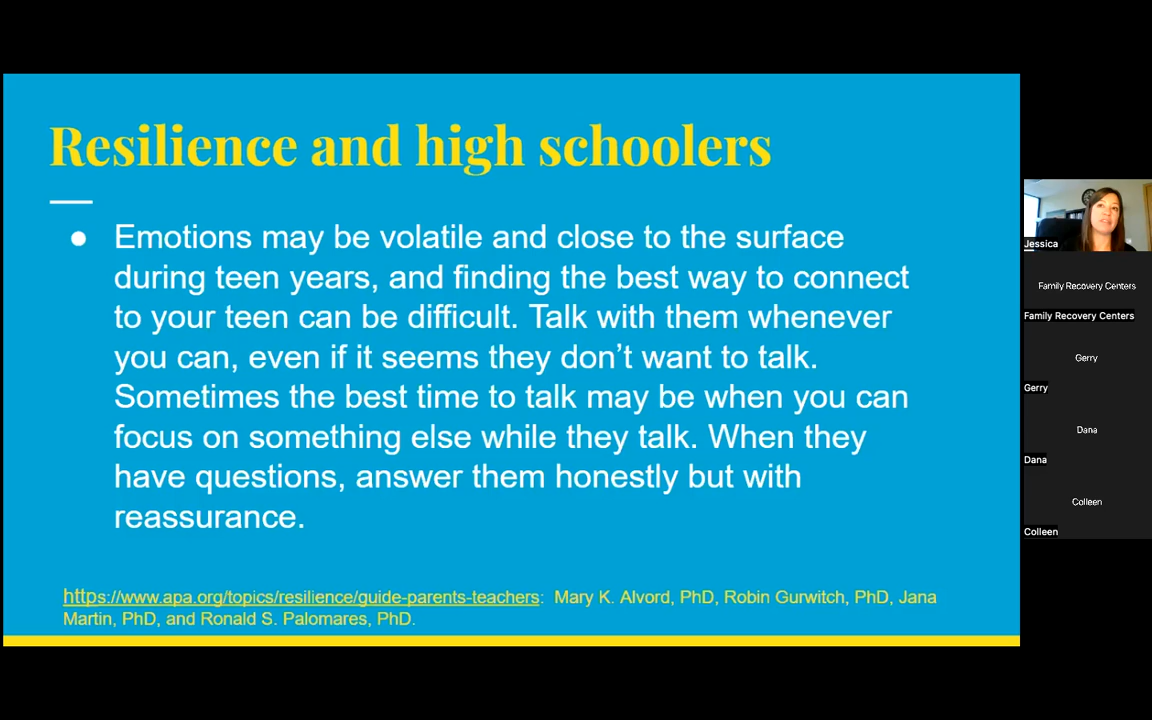 Resilience and high schoolers
● Emotions may be volatile and close to the surface
during teen years, and finding the best way to connect
to your teen can be difficult. Talk with them whenever
you can, even if it seems they don’t want to talk.
Sometimes the best time to talk may be when you can
focus on something else while they talk. When they
have questions, answer them honestly but with
reassurance.
https://www.apa.org/topics/resilience/guide-parents-teachers: Mary K. Alvord, PhD, Robin Gurwitch, PhD, Jana
Martin, PhD, and Ronald S. Palomares, PhD.
Jessica
Family Recovery Centers
Family Recovery Centers
Gerry
Gerry
Dana
Dana
Colleen
Colleen